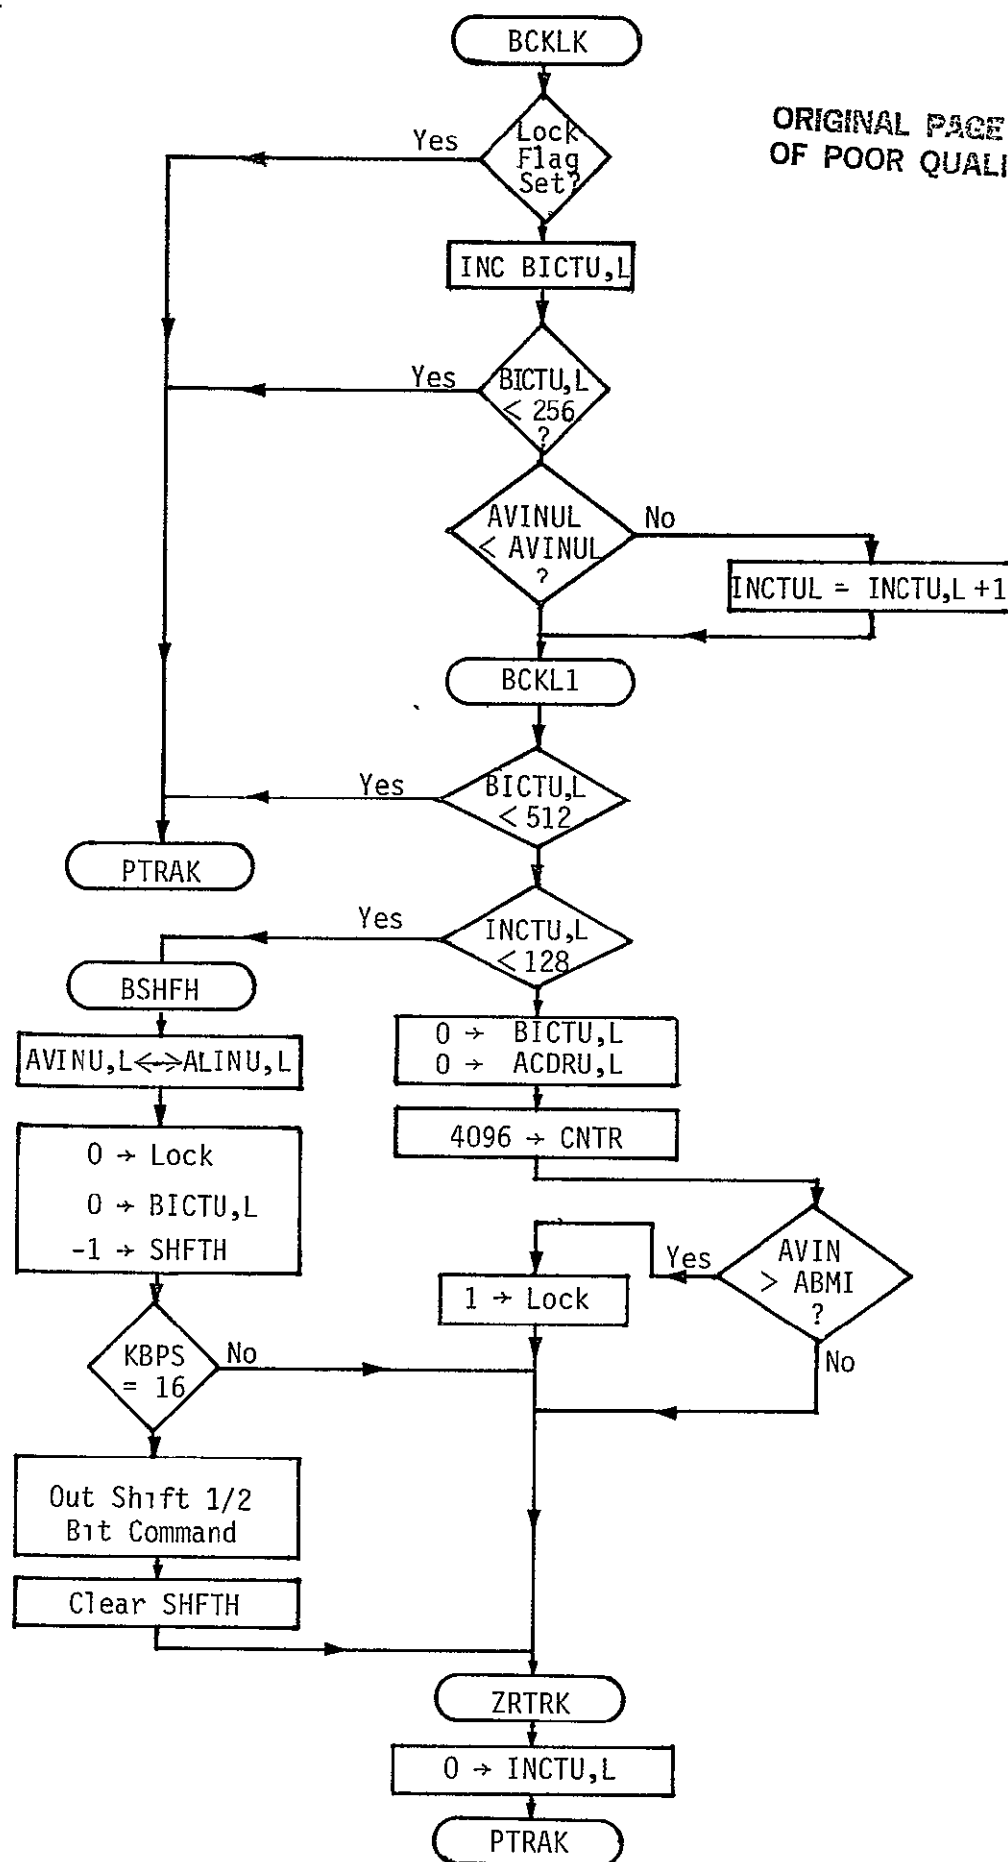 BCKLK
ORIGINAL PAGE
OF POOR QUALI
Yes
Lock
Flag
Set?
INC BICTU,L
Yes
BICTU,L
< 256
?
AVINUL
< AVINUL
?
No
INCTUL = INCTU,L +1
BCKL1
Yes
BICTU,L
< 512
PTRAK
Yes
INCTU,L
< 128
BSHFH
AVINU,L<=>ALINU,L
0 → BICTU,L
0 → ACDRU,L
4096 → CNTR
0 → Lock
0 → BICTU,L
-1 → SHFTH
AVIN
> ABMI
?
Yes
No
1 → Lock
KBPS
= 16
No
Out Shift 1/2
Bit Command
Clear SHFTH
ZRTRK
0 → INCTU,L
PTRAK